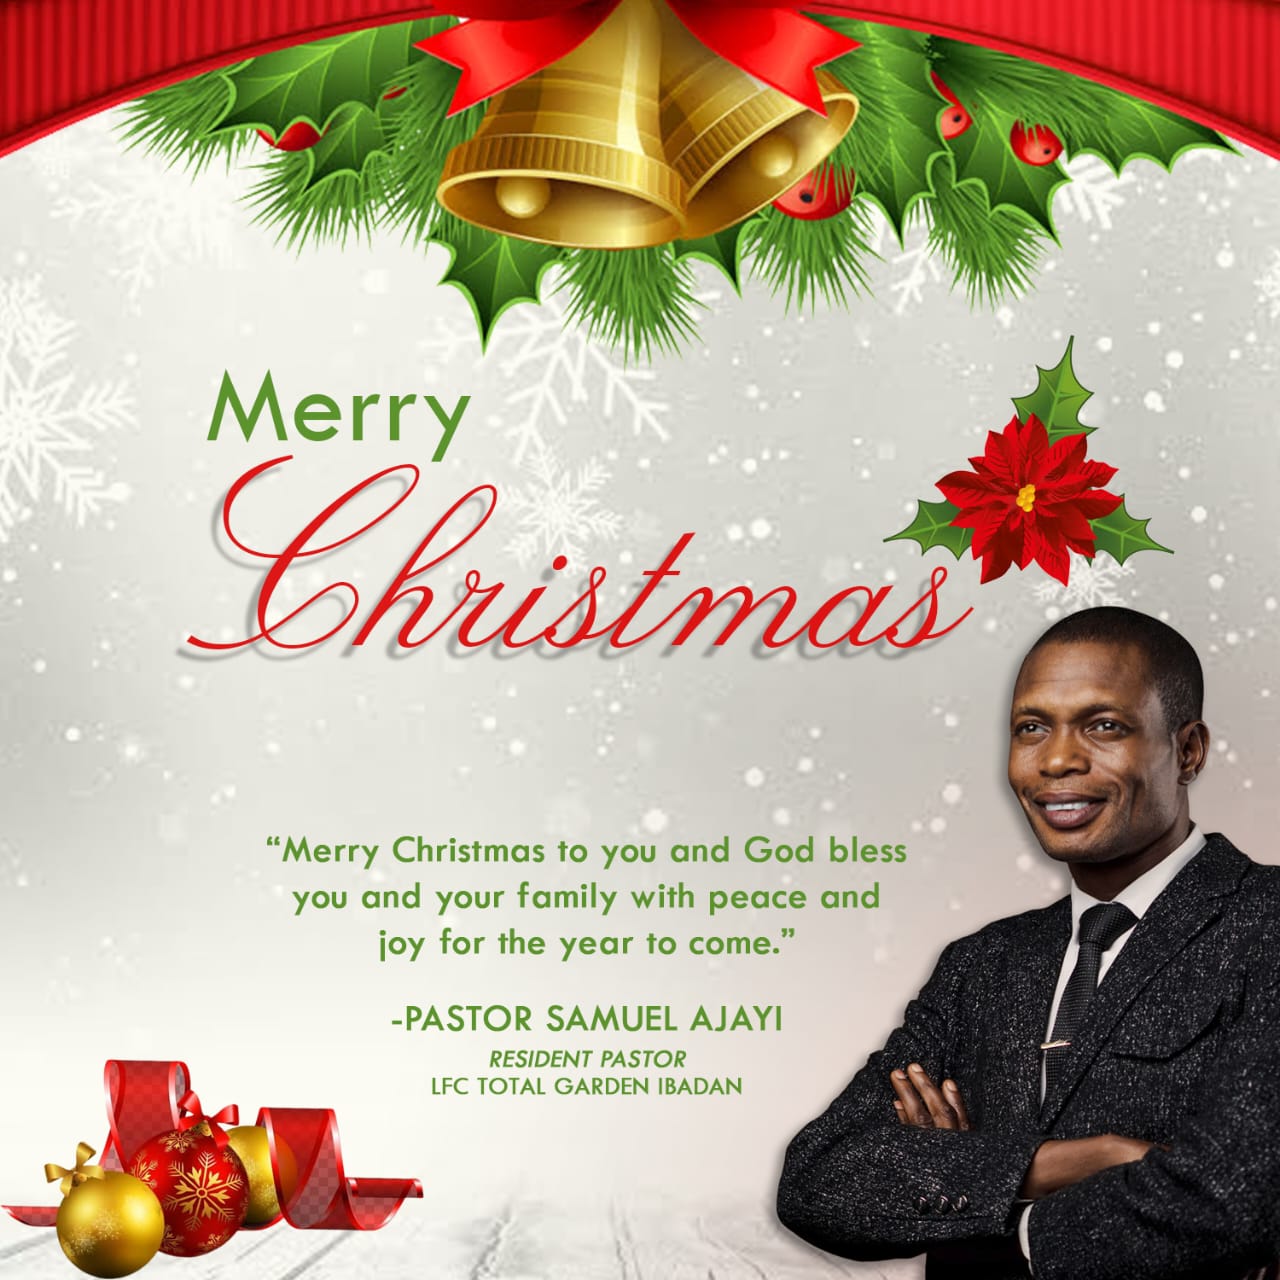 Merry
Christmas
“Merry Christmas to you and God bless
you and your family with peace and
joy for the year to come.”
-PASTOR SAMUEL AJAYI
RESIDENT PASTOR
LFC TOTAL GARDEN IBADAN